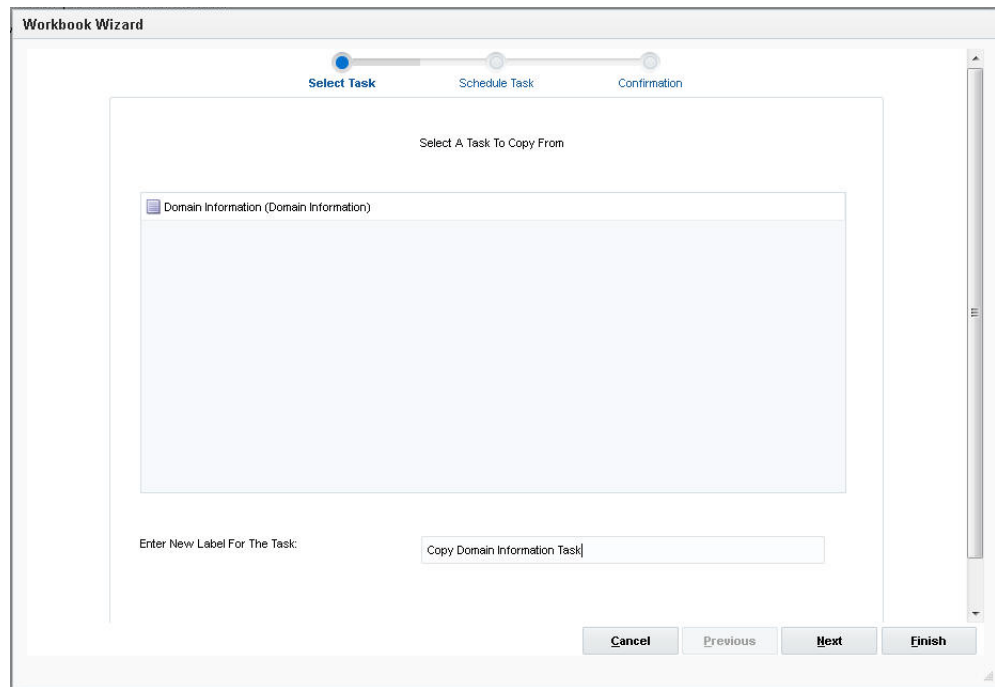 Workbook Wizard
Select Task
Schedule Task
Confirmation
Select A Task To Copy From
Domain Information (Domain Information)
Enter New Label For The Task:
Copy Domain Information Task
Cancel
Previous
Next
Finish